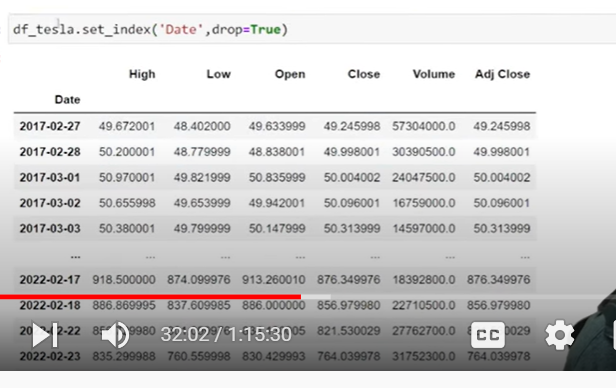 df_tesla.set_index('Date',drop=True)
High Low Open Close Volume Adj Close
Date
2017-02-27 49.672001 48.402000 49.633999 49.245998 57304000.0 49.245998
2017-02-28 50.200001 48.779999 48.838001 49.998001 30390500.0 49.998001
2017-03-01 50.970001 49.821999 50.835999 50.004002 24047500.0 50.004002
2017-03-02 50.655998 49.653999 49.942001 50.096001 16759000.0 50.096001
2017-03-03 50.380001 49.799999 50.147999 50.313999 14597000.0 50.313999
... ... ... ... ... ... ...
2022-02-17 918.500000 874.099976 913.260010 876.349976 18392800.0 876.349976
2022-02-18 886.869995 837.609985 886.000000 856.979980 22710500.0 856.979980
821.530029 27762700.0
32:02 / 1:15:30 CC
2022-02-23 835.299988 760.559998 830.429993 764.039978 31752300.0 764.039978